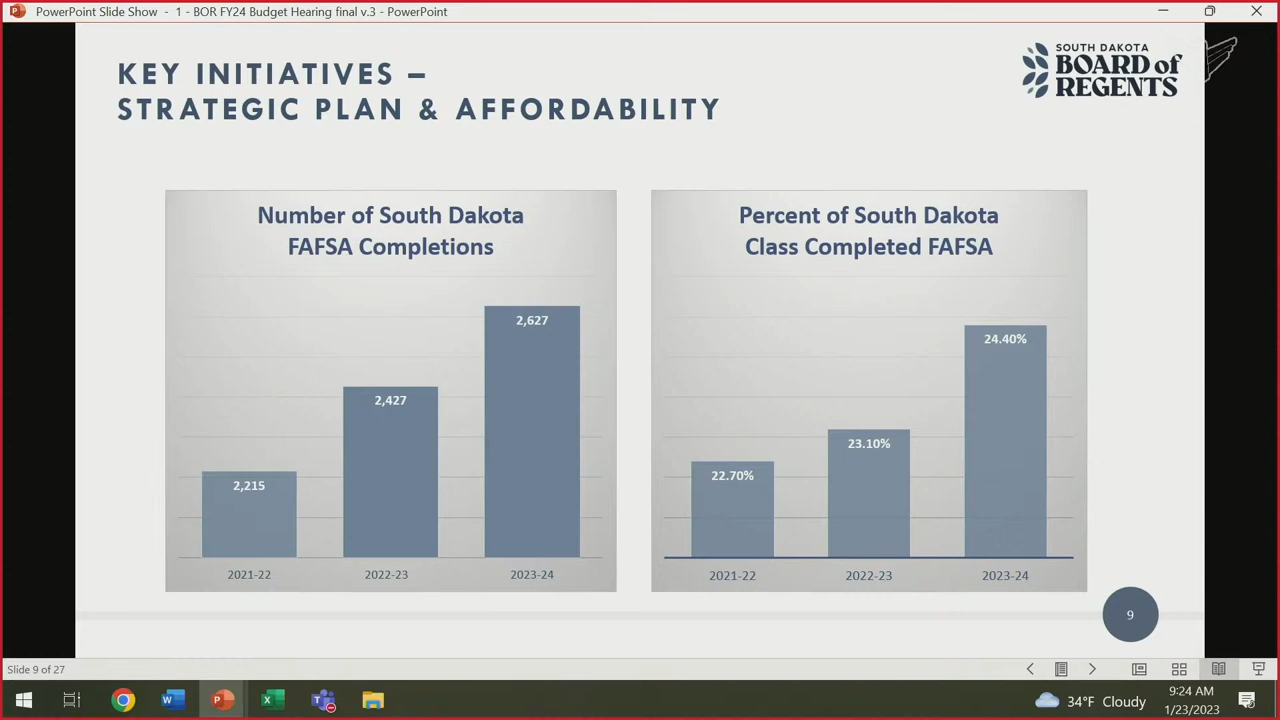 PowerPoint Slide Show - 1 - BOR FY24 Budget Hearing final v.3 - PowerPoint
KEY INITIATIVES –
STRATEGIC PLAN & AFFORDABILITY
SOUTH DAKOTA
BOARD of
REGENTS
Number of South Dakota
FAFSA Completions
2,627
2,427
2,215
2021-22 2022-23 2023-24
Percent of South Dakota
Class Completed FAFSA
24.40%
23.10%
22.70%
2021-22 2022-23 2023-24
9
Slide 9 of 27
34°F Cloudy
9:24 AM
1/23/2023